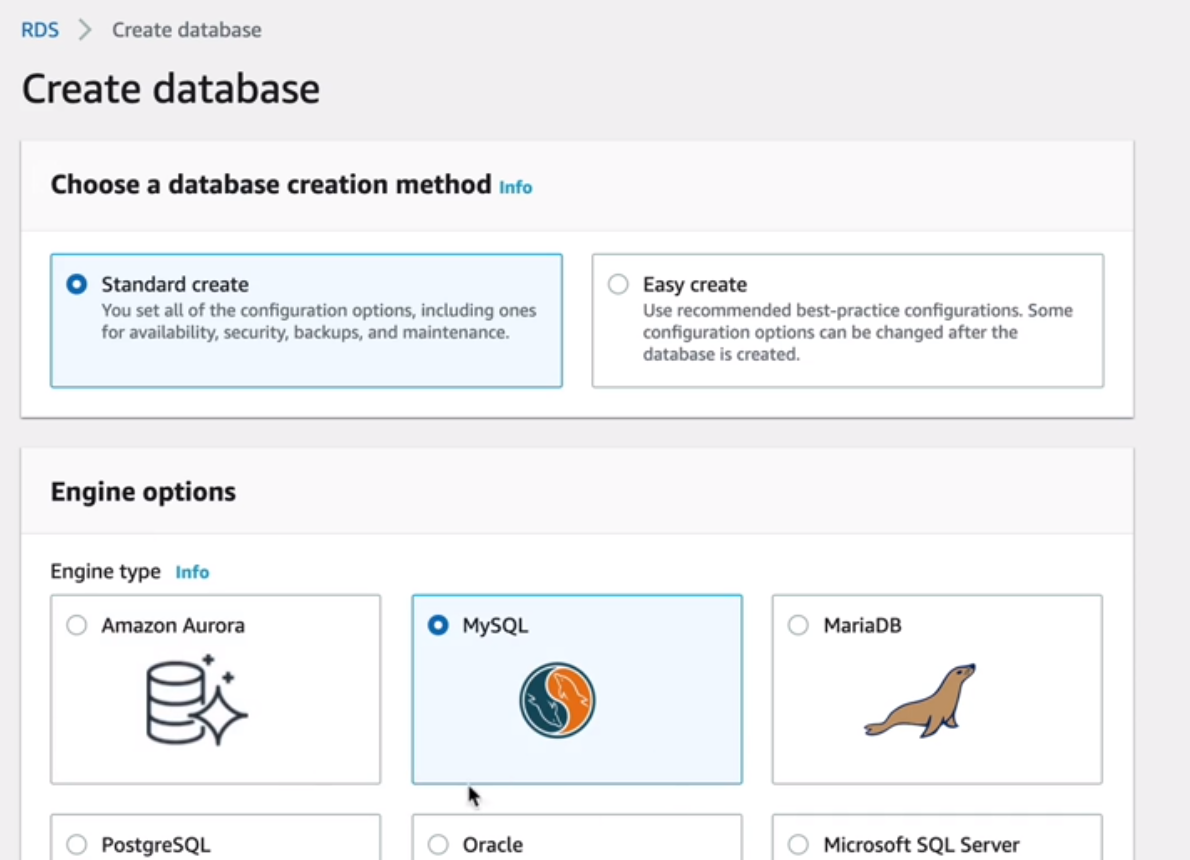 RDS > Create database
Create database
Choose a database creation method Info
Standard create
You set all of the configuration options, including ones
for availability, security, backups, and maintenance.
Easy create
Use recommended best-practice configurations. Some
configuration options can be changed after the
database is created.
Engine options
Engine type Info
Amazon Aurora
MySQL
MariaDB
PostgreSQL
Oracle
Microsoft SQL Server